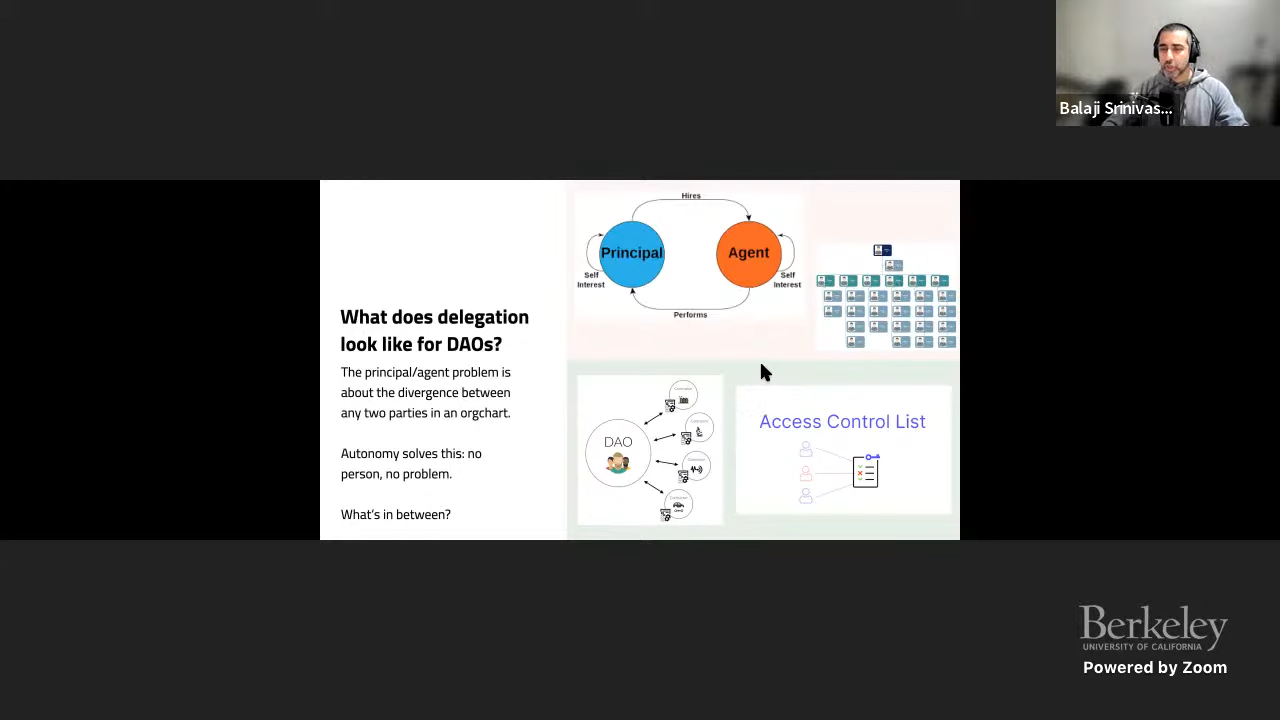 Balaji Srinivas...
What does delegation
look like for DAOs?
The principal/agent problem is
about the divergence between
any two parties in an orgchart.
Autonomy solves this: no
person, no problem.
What's in between?
Hires
Principal
Agent
Self
Interest
Self
Interest
Performs
DAO
Access Control List
Berkeley
UNIVERSITY OF CALIFORNIA
Powered by Zoom